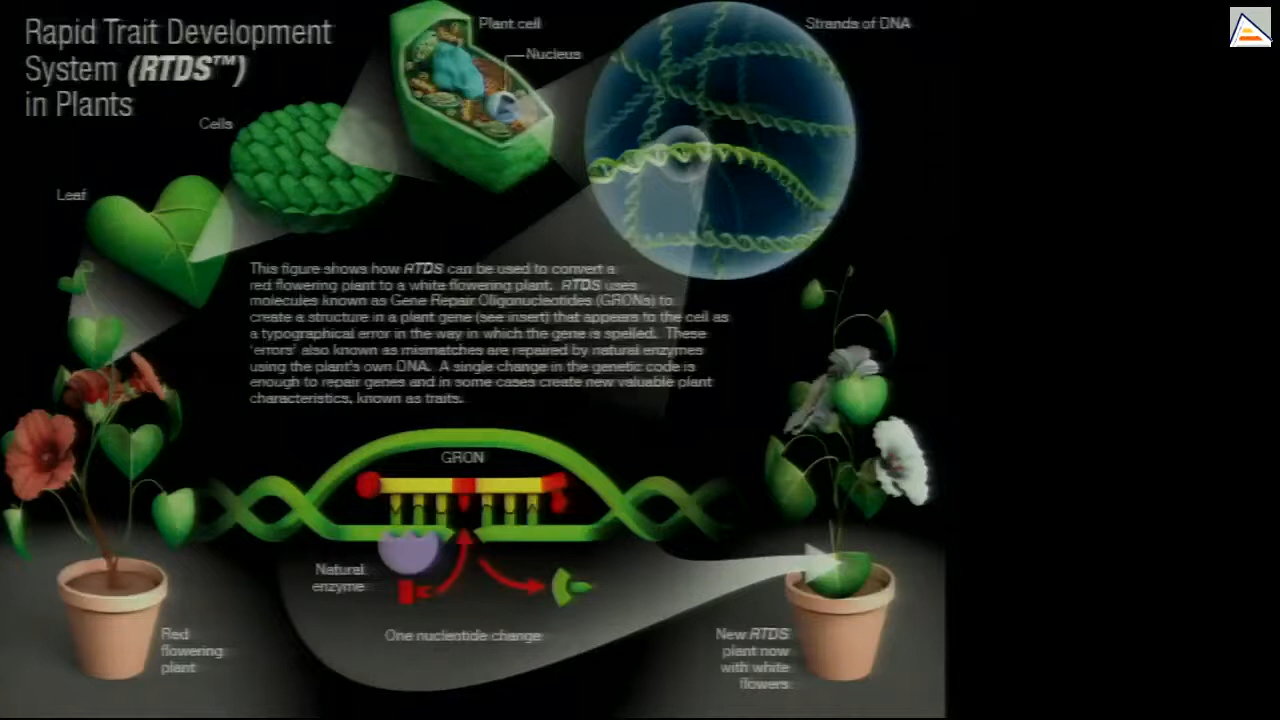 Rapid Trait Development
System (RTDS™)
in Plants
Plant cell
Nucleus
Strands of DNA
Cells
Leaf
This figure shows how RTDS can be used to convert a
red flowering plant to a white flowering plant. RTDS uses
molecules known as Gene Repair Oligonucleotides (GRONs) to
create a structure in a plant gene (see insert) that appears to the cell as
a typographical error in the way in which the gene is spelled. These
'errors' also known as mismatches are repaired by natural enzymes
using the plant's own DNA. A single change in the genetic code is
enough to repair genes and in some cases create new valuable plant
characteristics, known as traits.
GRON
Natural
enzyme
One nucleotide change
Red
flowering
plant
New RTDS
plant now
with white
flowers